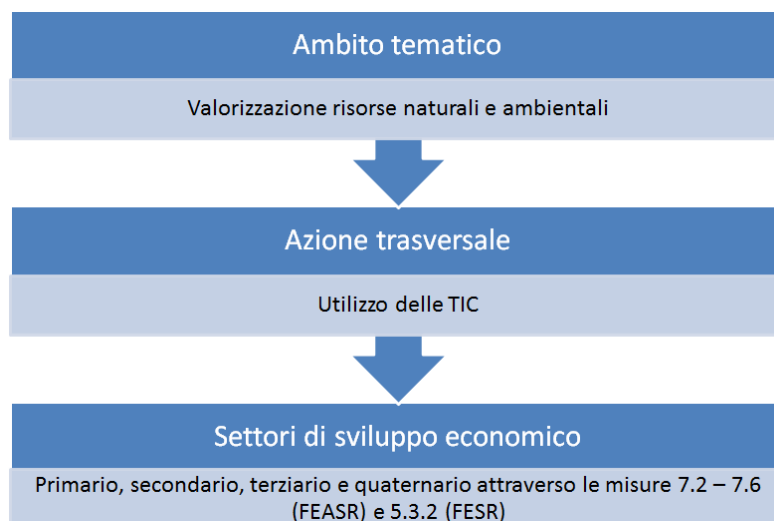 Ambito tematico
Valorizzazione risorse naturali e ambientali
Azione trasversale
Utilizzo delle TIC
Settori di sviluppo economico
Primario, secondario, terziario e quaternario attraverso le misure 7.2 – 7.6
(FEASR) e 5.3.2 (FESR)